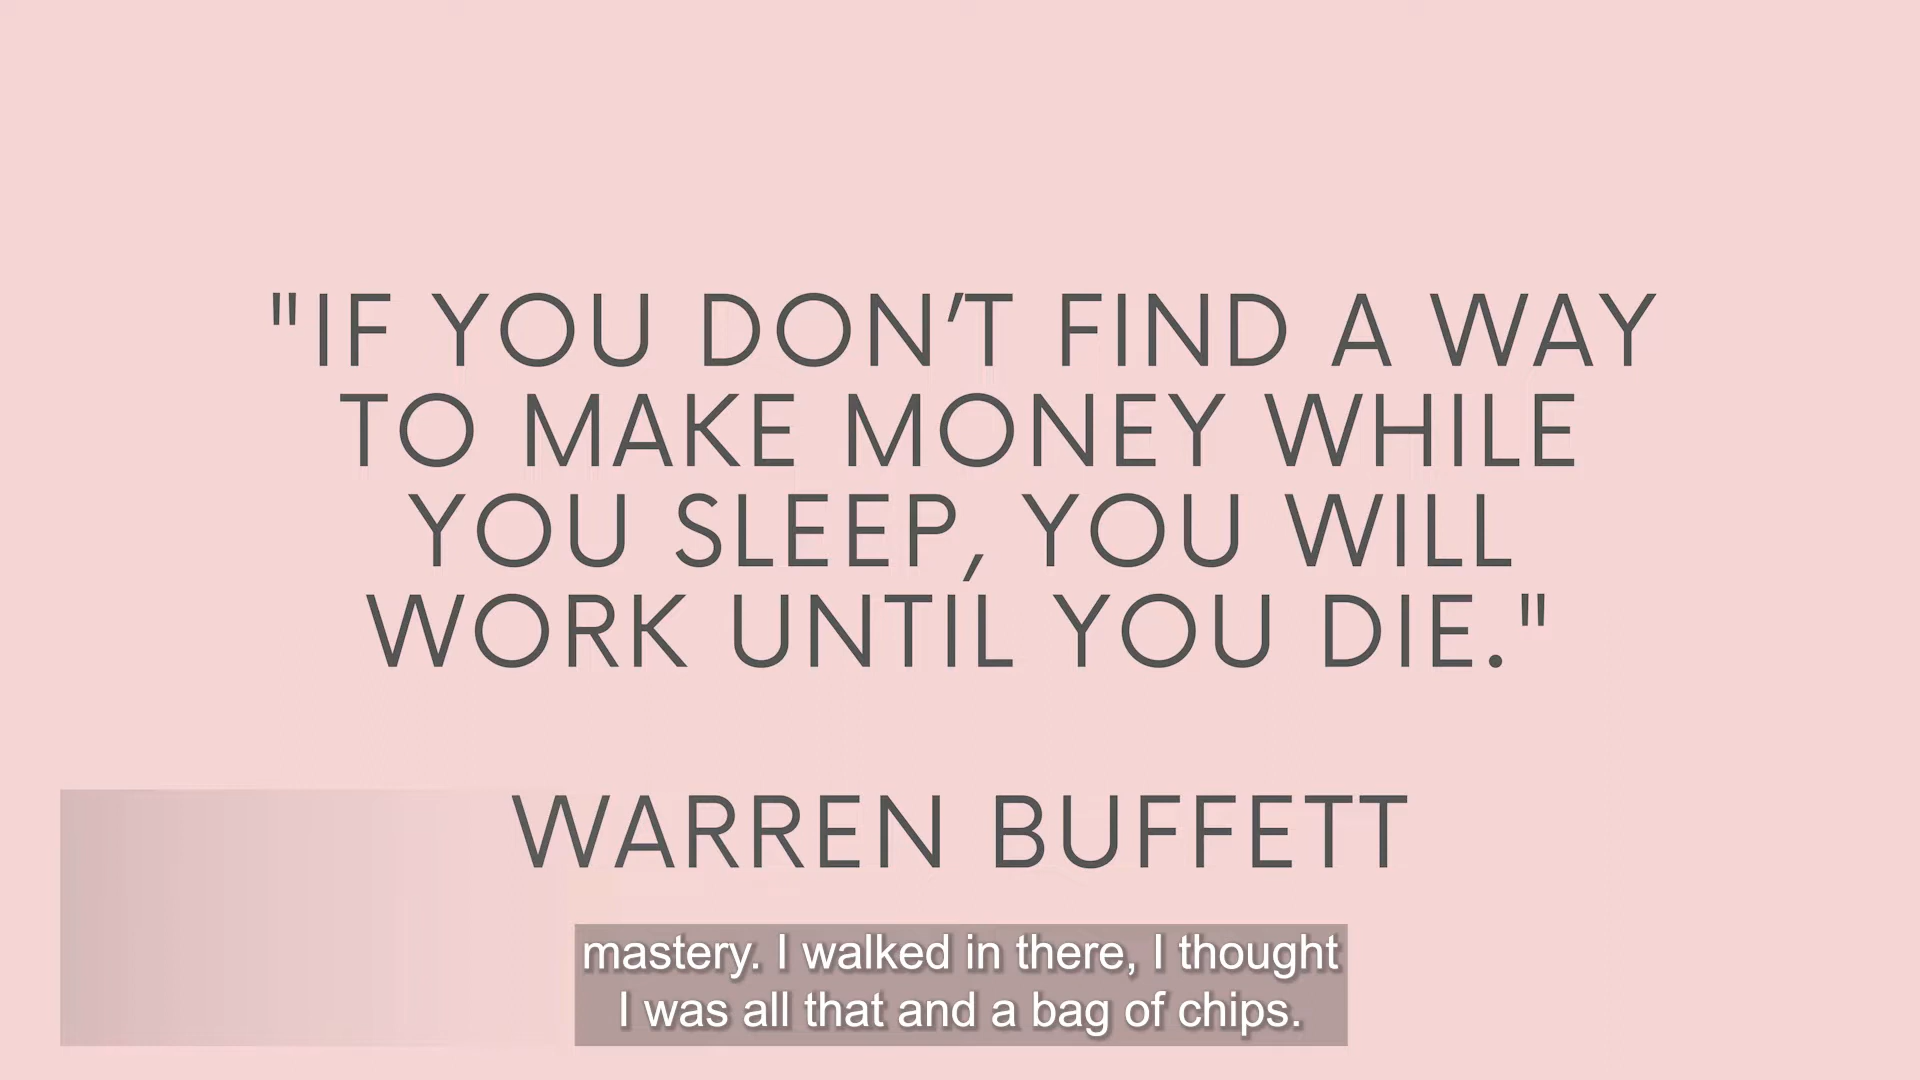 "IF YOU DON’T FIND A WAY
TO MAKE MONEY WHILE
YOU SLEEP, YOU WILL
WORK UNTIL YOU DIE."
WARREN BUFFETT
mastery. I walked in there, I thought
I was all that and a bag of chips.